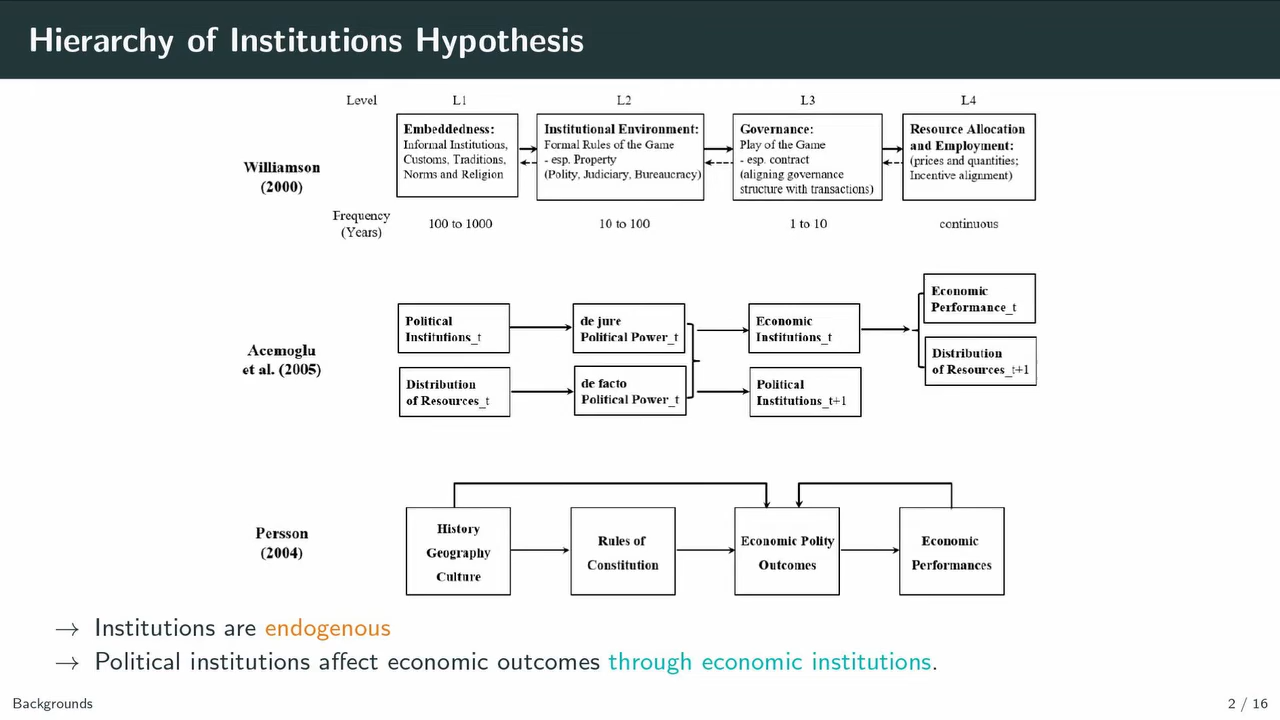 Hierarchy of Institutions Hypothesis
Level
L1
L2
L3
L4
Williamson
(2000)
Embeddedness:
Informal Institutions,
Customs, Traditions,
Norms and Religion
Institutional Environment:
Formal Rules of the Game
- esp. Property
(Polity, Judiciary, Bureaucracy)
Governance:
Play of the Game
- esp. contract
(aligning governance
structure with transactions)
Resource Allocation
and Employment:
(prices and quantities;
Incentive alignment)
Frequency
(Years)
100 to 1000
10 to 100
1 to 10
continuous
Acemoglu
et al. (2005)
Political
Institutions_t
de jure
Political Power_t
Economic
Institutions_t
Economic
Performance_t
Distribution
of Resources_t
de facto
Political Power_t
Political
Institutions_t+1
Distribution
of Resources_t+1
Persson
(2004)
History
Geography
Culture
Rules of
Constitution
Economic Polity
Outcomes
Economic
Performances
→ Institutions are endogenous
→ Political institutions affect economic outcomes through economic institutions.
Backgrounds
2 / 16